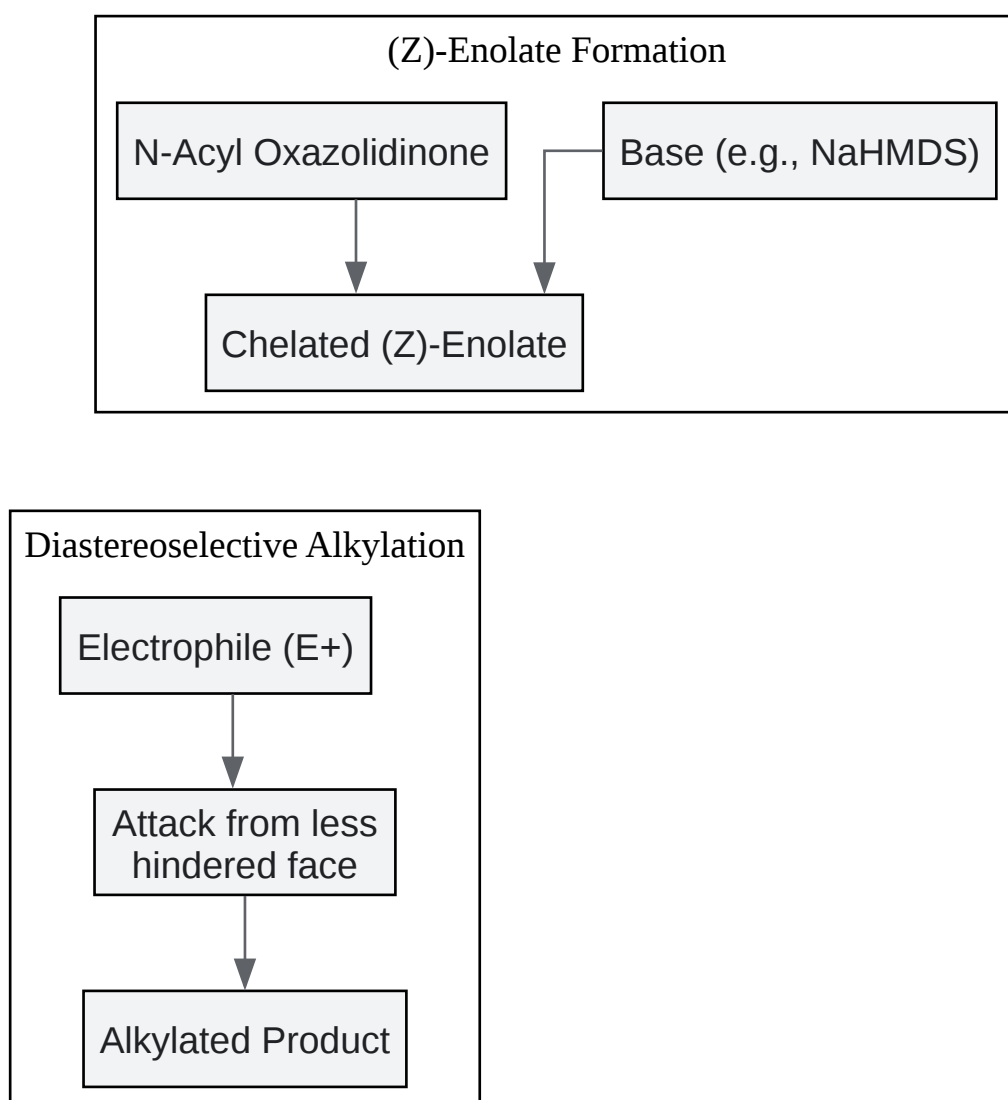 (Z)-Enolate Formation
N-Acyl Oxazolidinone
Base (e.g., NaHMDS)
Chelated (Z)-Enolate
Diastereoselective Alkylation
Electrophile (E+)
Attack from less
hindered face
Alkylated Product